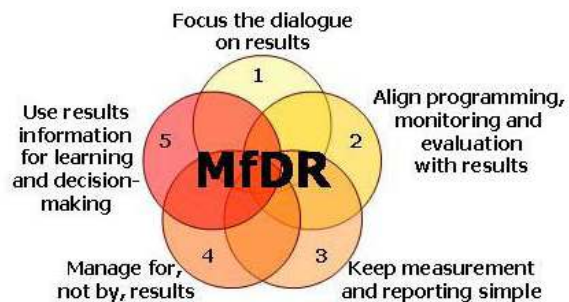 Focus the dialogue
on results
1
Align programming,
monitoring and
evaluation
with results
2
Keep measurement
and reporting simple
3
Manage for,
not by, results
4
Use results
information
for learning
and decision-
making
5
MfDR